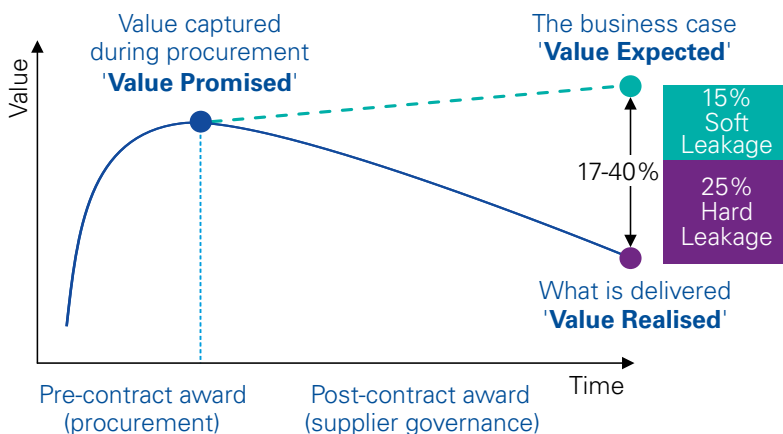 Value captured
during procurement
'Value Promised'
The business case
'Value Expected'
Value
15%
Soft
Leakage
17-40%
25%
Hard
Leakage
What is delivered
'Value Realised'
Time
Pre-contract award
(procurement)
Post-contract award
(supplier governance)